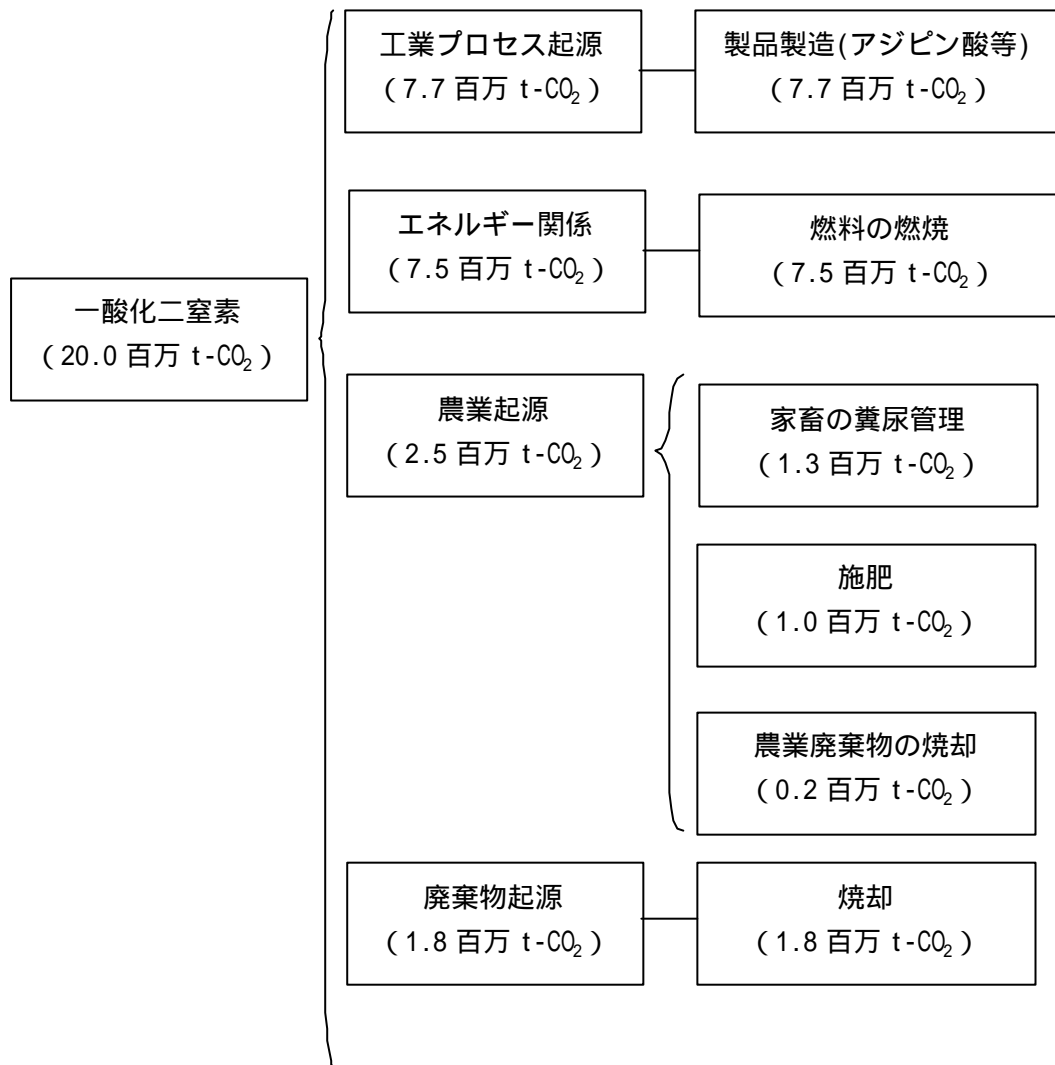 工業プロセス起源
(7.7 百万 t-CO₂)
製品製造(アジピン酸等)
(7.7 百万 t-CO₂)
エネルギー関係
(7.5 百万 t-CO₂)
燃料の燃焼
(7.5 百万 t-CO₂)
一酸化二窒素
(20.0 百万 t-CO₂)
農業起源
(2.5 百万 t-CO₂)
家畜の糞尿管理
(1.3 百万 t-CO₂)
施肥
(1.0 百万 t-CO₂)
農業廃棄物の焼却
(0.2 百万 t-CO₂)
廃棄物起源
(1.8 百万 t-CO₂)
焼却
(1.8 百万 t-CO₂)